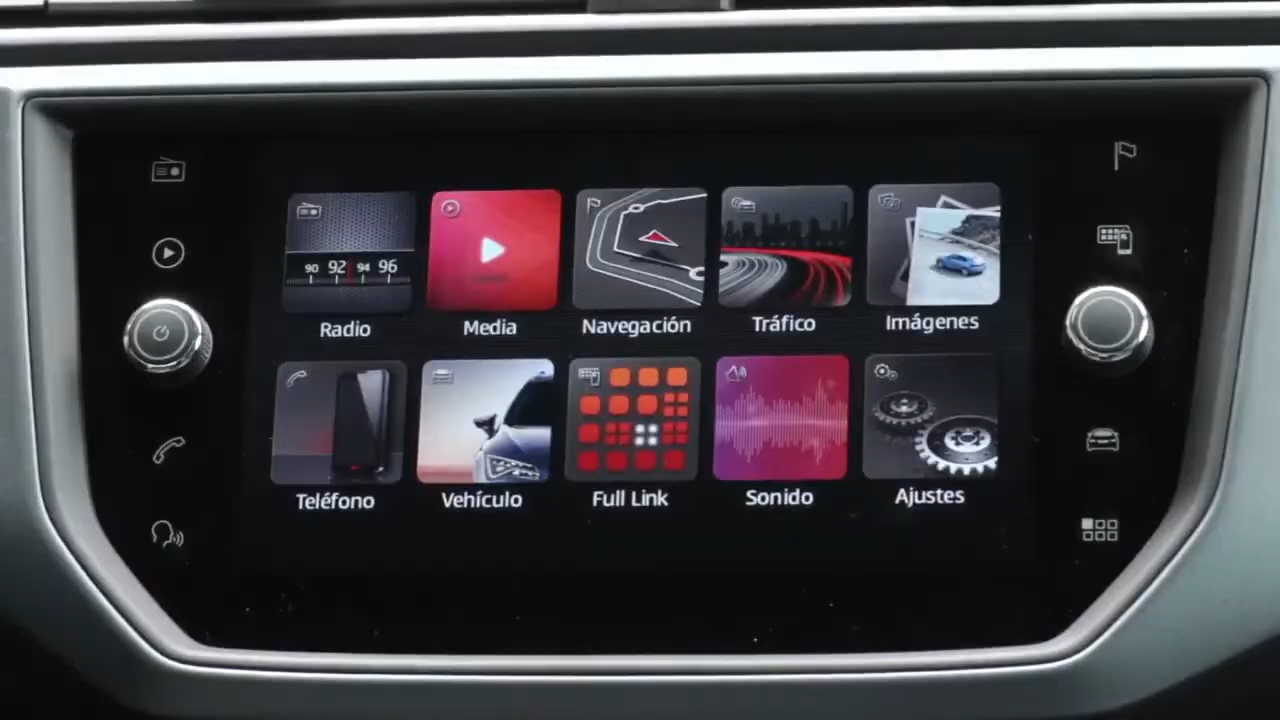 90 92 94 96
Radio
Media
Navegación
Tráfico
Imágenes
Teléfono
Vehículo
Full Link
Sonido
Ajustes